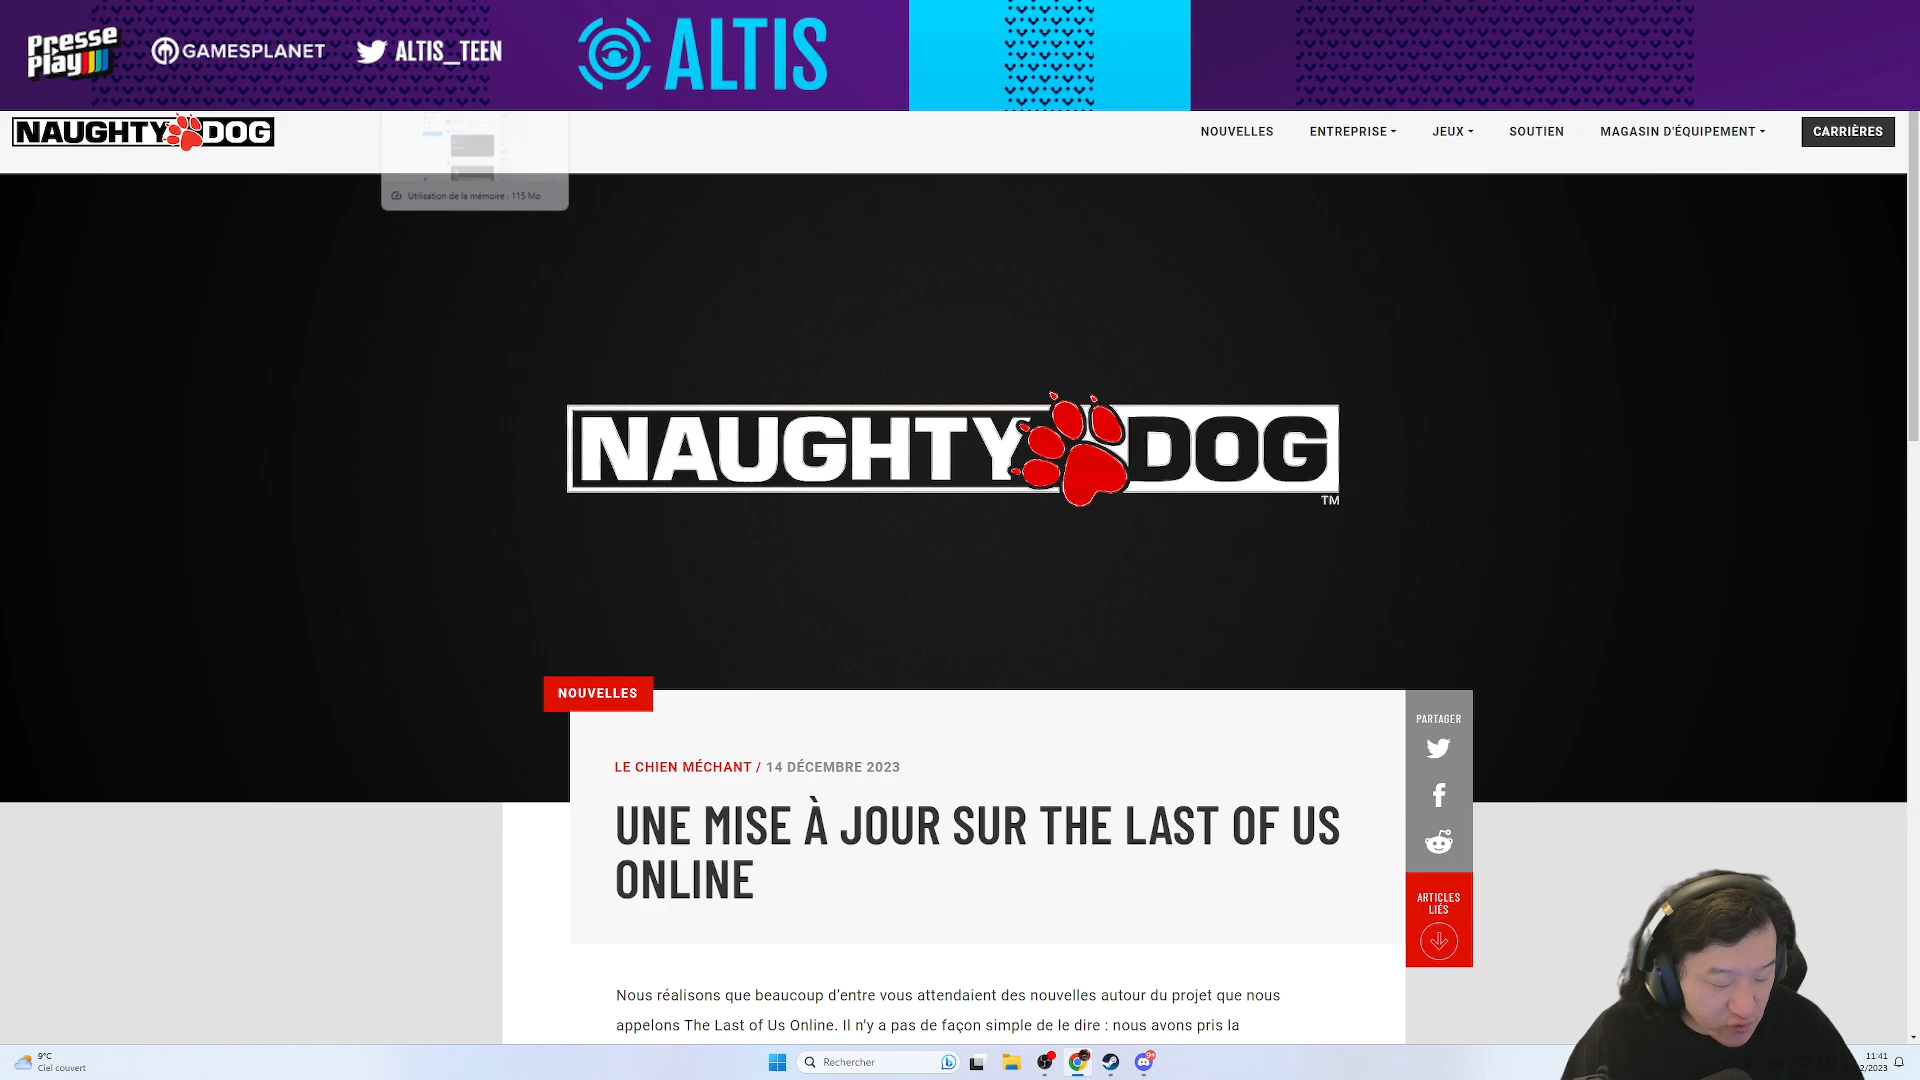 Presse Play
GAMESPLANET
ALTIS_TEEN
ALTIS
NAUGHTY DOG
NOUVELLES
ENTREPRISE
JEUX
SOUTIEN
MAGASIN D'ÉQUIPEMENT
CARRIÈRES
Utilisation de la mémoire : 115 Mo
NAUGHTY DOG
TM
NOUVELLES
PARTAGER
LE CHIEN MÉCHANT / 14 DÉCEMBRE 2023
UNE MISE À JOUR SUR THE LAST OF US
ONLINE
ARTICLES
LIÉS
Nous réalisons que beaucoup d'entre vous attendaient des nouvelles autour du projet que nous
appelons The Last of Us Online. Il n'y a pas de façon simple de le dire : nous avons pris la
9°C
Ciel couvert
Rechercher
9+
11:41
2/2023